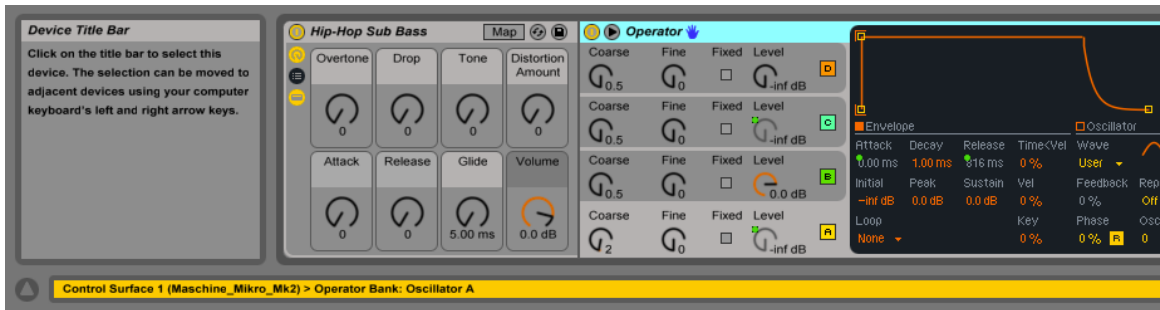 Device Title Bar
Click on the title bar to select this
device. The selection can be moved to
adjacent devices using your computer
keyboard's left and right arrow keys.
Hip-Hop Sub Bass
Map
Overtone
Drop
Tone
Distortion
Amount
0
0
0
0
Attack
Release
Glide
Volume
0
0
5.00 ms
0.0 dB
Operator
Coarse
Fine
Fixed
Level
0.5
0
-inf dB
D
Coarse
Fine
Fixed
Level
0.5
0
-inf dB
C
Coarse
Fine
Fixed
Level
0.5
0
0.0 dB
B
Coarse
Fine
Fixed
Level
2
0
-inf dB
A
Envelope
Oscillator
Attack
Decay
Release
Time<Vel
Wave
0.00 ms
1.00 ms
816 ms
0 %
User
Initial
Peak
Sustain
Vel
Feedback
Rep
-inf dB
0.0 dB
0.0 dB
0 %
0 %
Off
Loop
Key
Phase
Osc
None
0 %
0 %
R
0
Control Surface 1 (Maschine_Mikro_Mk2) > Operator Bank: Oscillator A